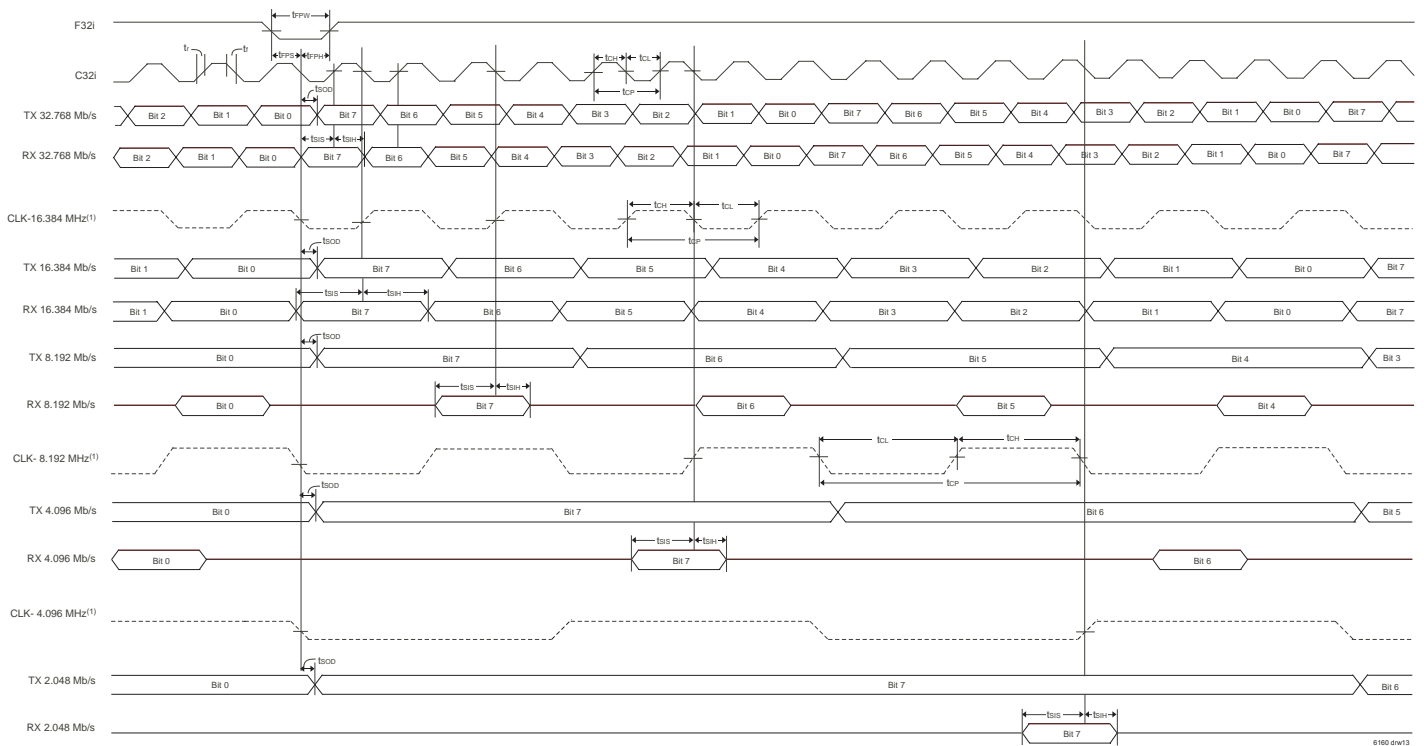 tFPW
F32i
tr tf tFPS tFPH tCH tCL
C32i
tCP
tSOD
TX 32.768 Mb/s Bit 2 Bit 1 Bit 0 Bit 7 Bit 6 Bit 5 Bit 4 Bit 3 Bit 2 Bit 1 Bit 0 Bit 7 Bit 6 Bit 5 Bit 4 Bit 3 Bit 2 Bit 1 Bit 0 Bit 7
tSIS tSIH
RX 32.768 Mb/s Bit 2 Bit 1 Bit 0 Bit 7 Bit 6 Bit 5 Bit 4 Bit 3 Bit 2 Bit 1 Bit 0 Bit 7 Bit 6 Bit 5 Bit 4 Bit 3 Bit 2 Bit 1 Bit 0 Bit 7
tCH tCL
CLK-16.384 MHz(1)
tSOD tCP
TX 16.384 Mb/s Bit 1 Bit 0 Bit 7 Bit 6 Bit 5 Bit 4 Bit 3 Bit 2 Bit 1 Bit 0 Bit 7
tSIS tSIH
RX 16.384 Mb/s Bit 1 Bit 0 Bit 7 Bit 6 Bit 5 Bit 4 Bit 3 Bit 2 Bit 1 Bit 0 Bit 7
tSOD
TX 8.192 Mb/s Bit 0 Bit 7 Bit 6 Bit 5 Bit 4 Bit 3
tSIS tSIH
RX 8.192 Mb/s Bit 0 Bit 7 Bit 6 Bit 5 Bit 4
tCL tCH
CLK- 8.192 MHz(1)
tSOD tCP
TX 4.096 Mb/s Bit 0 Bit 7 Bit 6 Bit 5
tSIS tSIH
RX 4.096 Mb/s Bit 0 Bit 7 Bit 6
CLK- 4.096 MHz(1)
tSOD
TX 2.048 Mb/s Bit 0 Bit 7 Bit 6
tSIS tSIH
RX 2.048 Mb/s Bit 7
6160 drw13